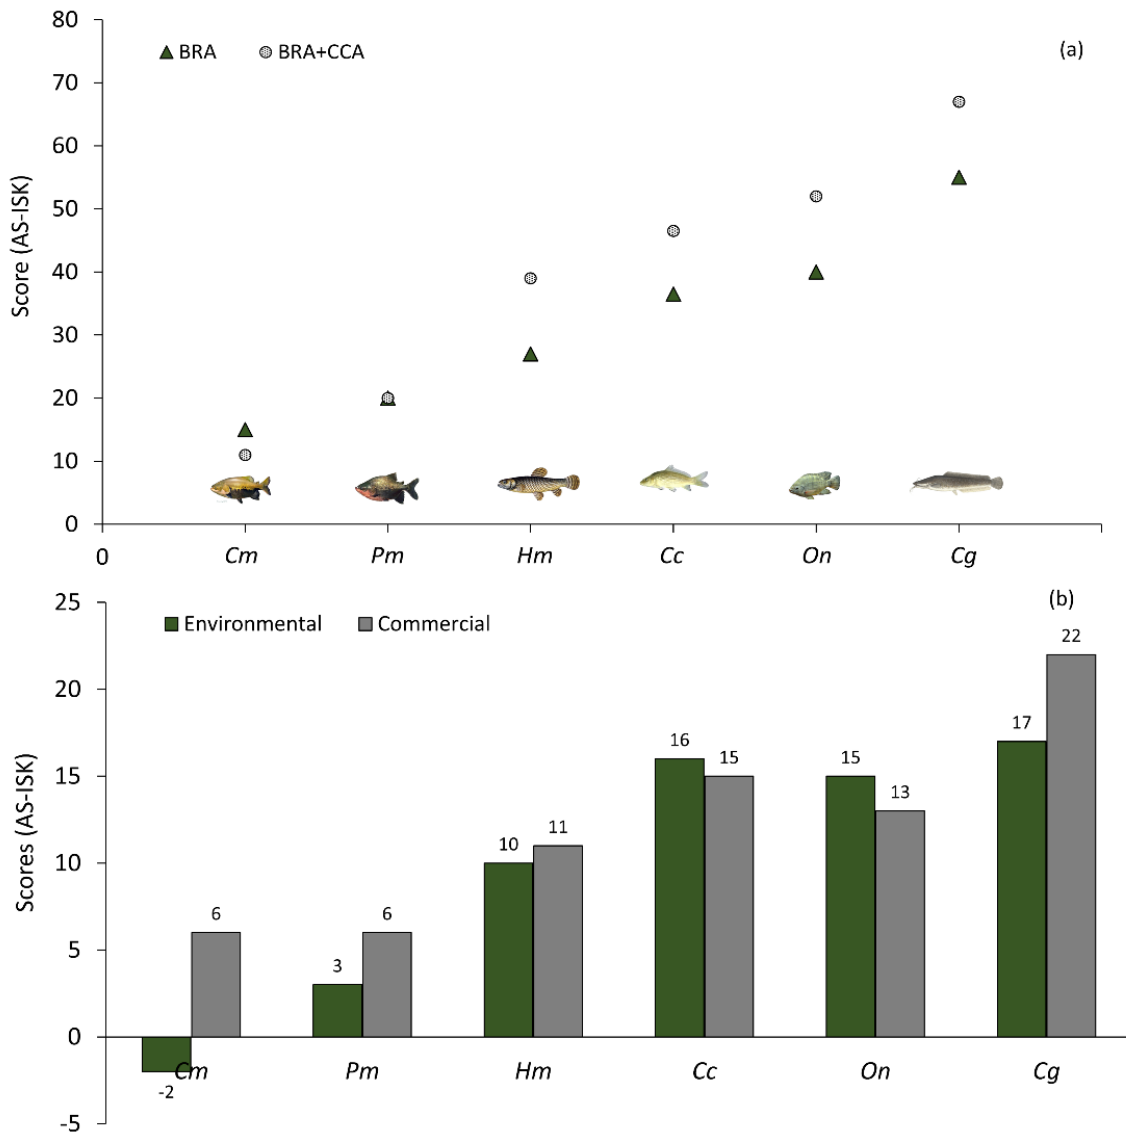 80
BRA
BRA+CCA
(a)
70
60
50
40
30
20
10
0
Score (AS-ISK)
0
Cm
Pm
Hm
Cc
On
Cg
25
Environmental
Commercial
(b)
20
15
10
5
0
-5
Scores (AS-ISK)
-2
6
3
6
10
11
16
15
15
13
17
22
Cm
Pm
Hm
Cc
On
Cg